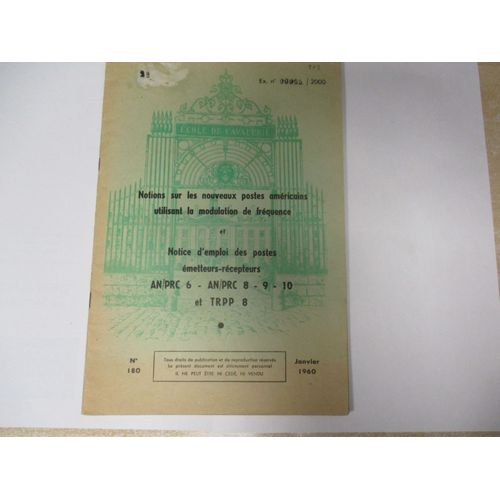 Ex. n° / 2000
ÉCOLE DE CAVALERIE
Notions sur les nouveaux postes américains
utilisant la modulation de fréquence
et
Notice d'emploi des postes
émetteurs-récepteurs
AN/PRC 6 - AN/PRC 8 - 9 - 10
et TRPP 8
N°
180
Tous droits de publication et de reproduction réservés
Le présent document est strictement personnel
IL NE PEUT ÊTRE NI CÉDÉ, NI VENDU
Janvier
1960